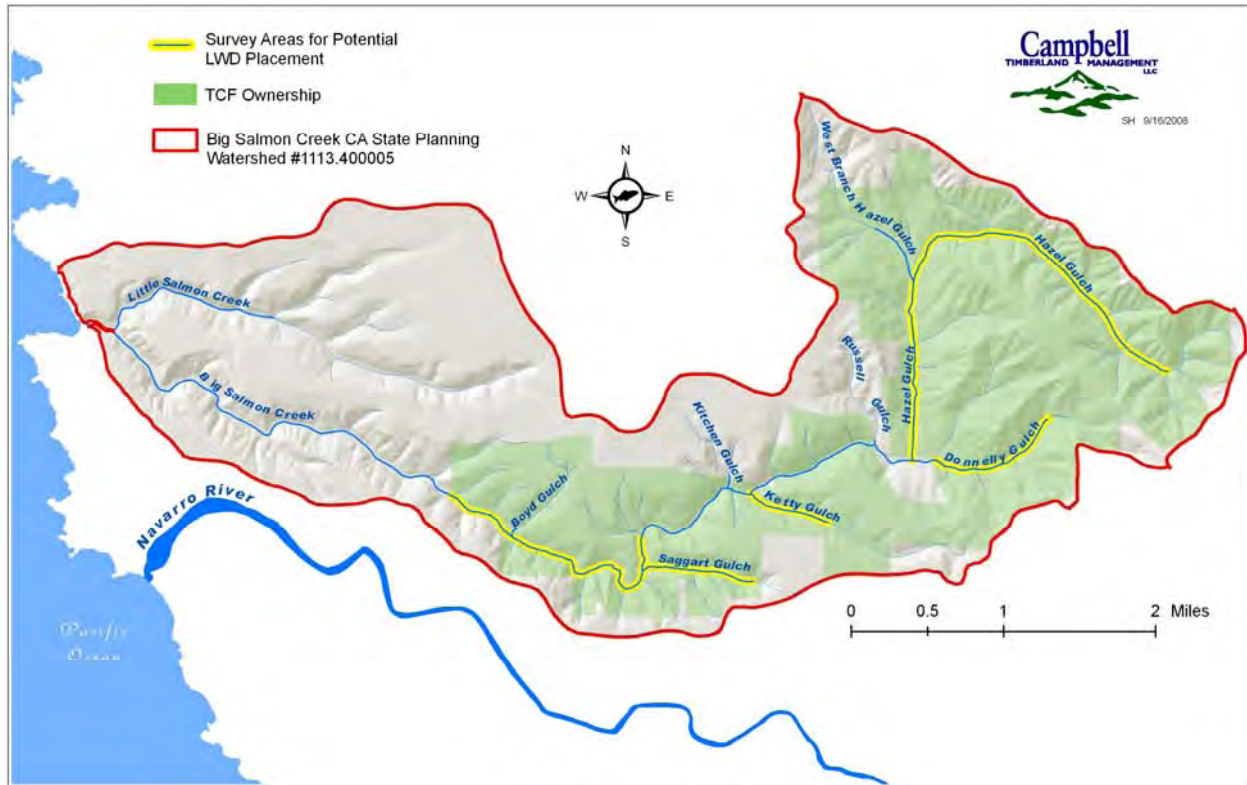 Survey Areas for Potential
LWD Placement
TCF Ownership
Big Salmon Creek CA State Planning
Watershed #1113.400005
Campbell
TIMBERLAND MANAGEMENT
LLC
SH 9/16/2008
N
W E
S
West Branch Hazel Gulch
Hazel Gulch
Little Salmon Creek
Big Salmon Creek
Russell
Gulch
Hazel Gulch
Kitchen Gulch
Donnelly Gulch
Ketty Gulch
Boyd Gulch
Saggart Gulch
Navarro River
Pacific
Ocean
0 0.5 1 2 Miles